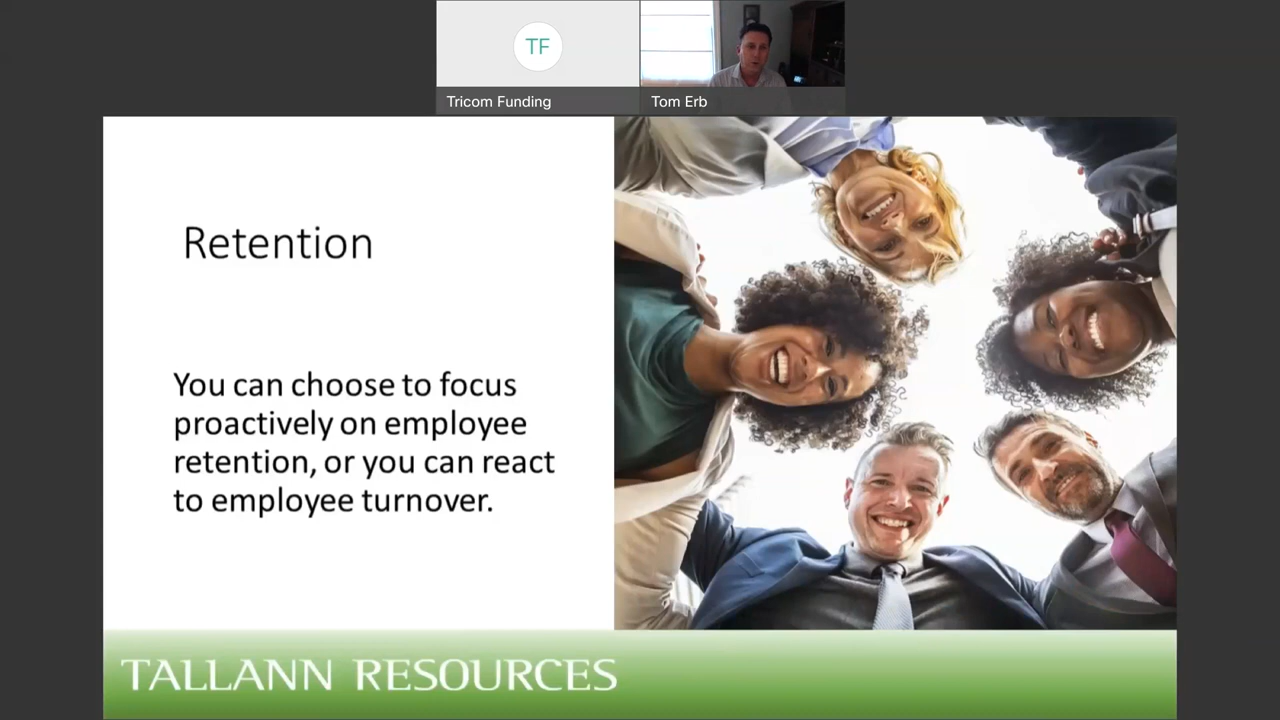 TF
Tricom Funding
Tom Erb
Retention
You can choose to focus
proactively on employee
retention, or you can react
to employee turnover.
TALLANN RESOURCES